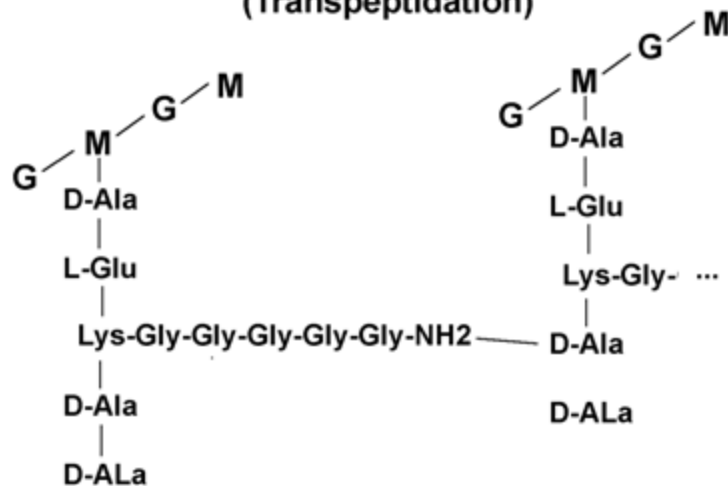 (Transpeptidation)
M
G
M
G
M
G
M
G
D-Ala
L-Glu
Lys-Gly-Gly-Gly-Gly-Gly-NH2
D-Ala
D-ALa
D-Ala
L-Glu
Lys-Gly- ...
D-Ala
D-ALa